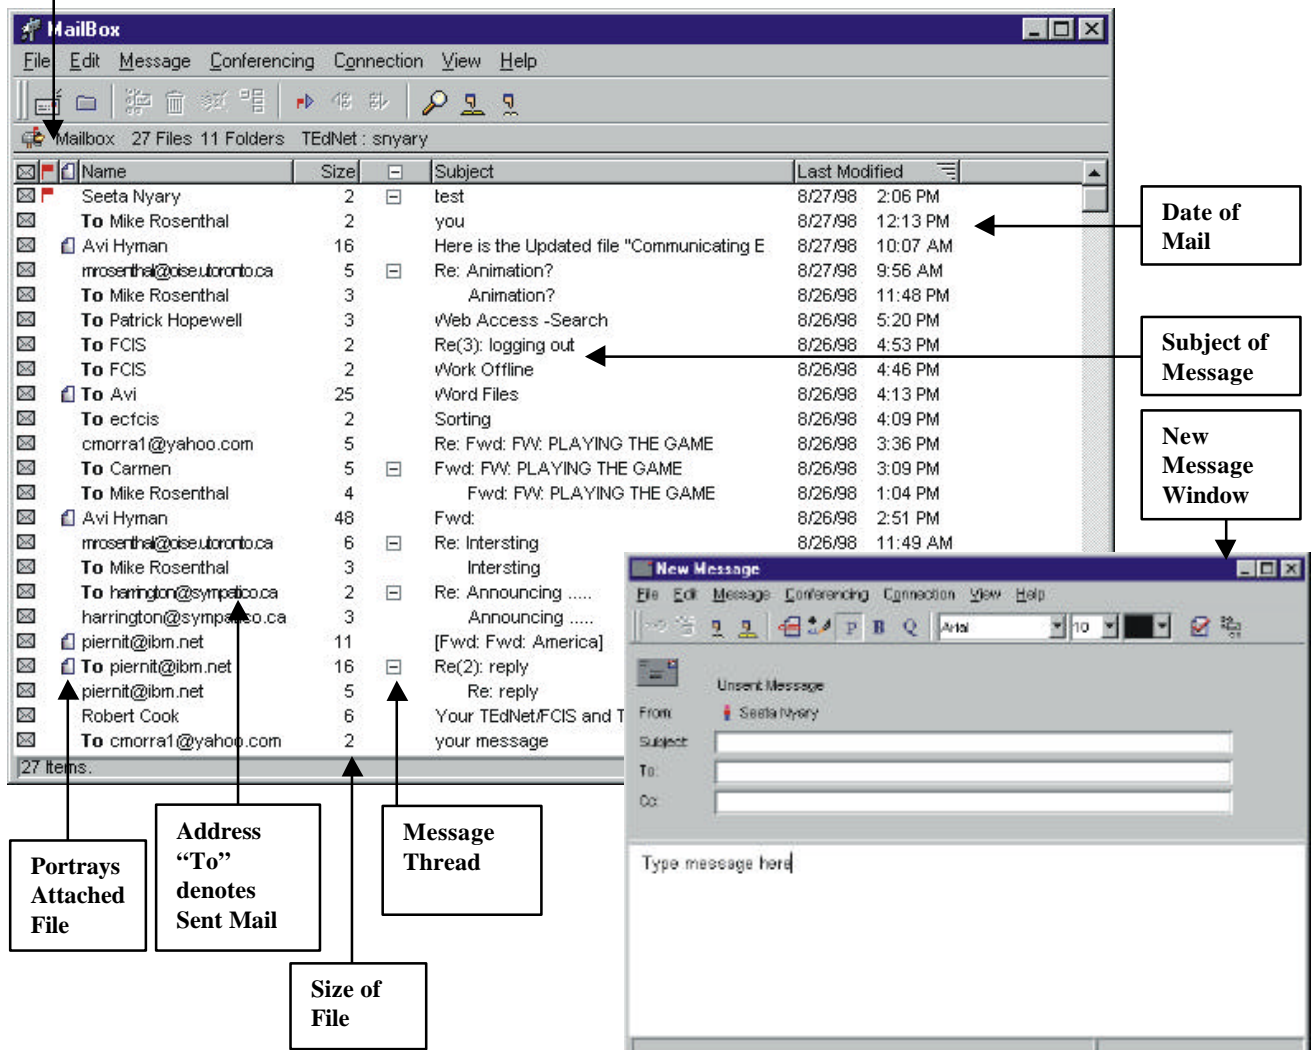 MailBox
File Edit Message Conferencing Connection View Help
Mailbox 27 Files 11 Folders TEdNet : snyary
Name Size Subject Last Modified
Seeta Nyary 2 test 8/27/98 2:06 PM
To Mike Rosenthal 2 you 8/27/98 12:13 PM
Avi Hyman 16 Here is the Updated file "Communicating E 8/27/98 10:07 AM
mrosenthal@oise.utoronto.ca 5 Re: Animation? 8/27/98 9:56 AM
To Mike Rosenthal 3 Animation? 8/26/98 11:48 PM
To Patrick Hopewell 3 Web Access -Search 8/26/98 5:20 PM
To FCIS 2 Re(3): logging out 8/26/98 4:53 PM
To FCIS 2 Work Offline 8/26/98 4:46 PM
To Avi 25 Word Files 8/26/98 4:13 PM
To ecfcis 2 Sorting 8/26/98 4:09 PM
cmorra1@yahoo.com 5 Re: Fwd: FW: PLAYING THE GAME 8/26/98 3:36 PM
To Carmen 5 Fwd: FW: PLAYING THE GAME 8/26/98 3:09 PM
To Mike Rosenthal 4 Fwd: FW: PLAYING THE GAME 8/26/98 1:04 PM
Avi Hyman 48 Fwd: 8/26/98 2:51 PM
mrosenthal@oise.utoronto.ca 6 Re: Intersting 8/26/98 11:49 AM
To Mike Rosenthal 3 Intersting
To harrington@sympatico.ca 2 Re: Announcing .....
harrington@sympatico.ca 3 Announcing .....
piernit@ibm.net 11 [Fwd: Fwd: America]
To piernit@ibm.net 16 Re(2): reply
piernit@ibm.net 5 Re: reply
Robert Cook 6 Your TEdNet/FCIS and T
To cmorra1@yahoo.com 2 your message
27 Items.
Date of
Mail
Subject of
Message
New
Message
Window
New Message
File Edit Message Conferencing Connection View Help
P B Q Arial 10
Unsent Message
From: Seeta Nyary
Subject:
To:
Cc:
Type message here
Portrays
Attached
File
Address
“To”
denotes
Sent Mail
Message
Thread
Size of
File